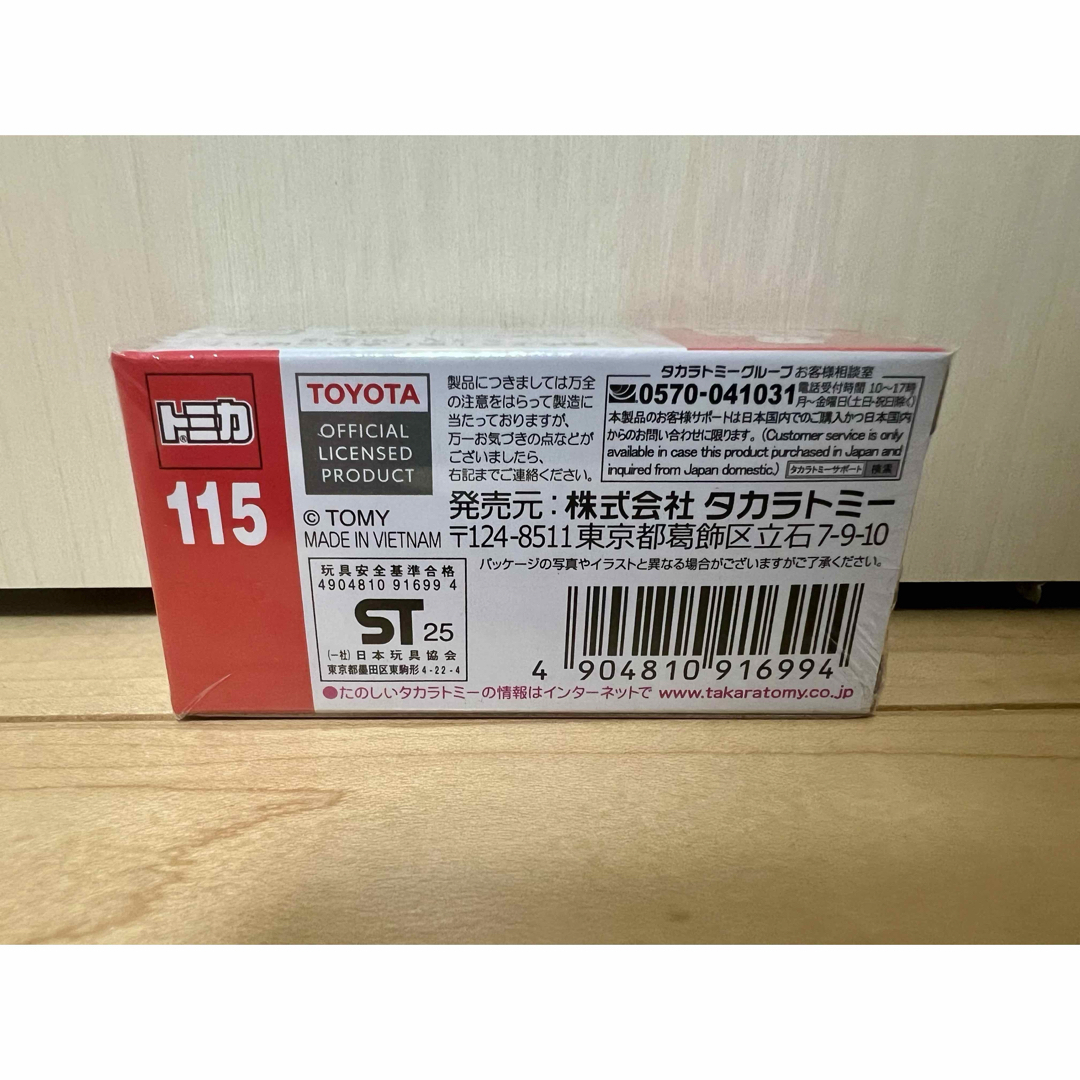 トミカ®
115
TOYOTA
OFFICIAL
LICENSED
PRODUCT
© TOMY
MADE IN VIETNAM
玩具安全基準合格
4904810 91699 4
ST 25
(一社)日本玩具協会
東京都墨田区東駒形4-22-4
製品につきましては万全
の注意をはらって製造に
当たっておりますが、
万一お気づきの点などが
ございましたら、
右記までご連絡ください。
タカラトミーグループ お客様相談室
0570-041031 電話受付時間 10〜17時
月〜金曜日(土・日・祝日除く)
本製品のお客様サポートは日本国内でのご購入かつ日本国内
からのお問い合わせに限ります。(Customer service is only
available in case this product purchased in Japan and
inquired from Japan domestic.) タカラトミーサポート 検索
発売元:株式会社 タカラトミー
〒124-8511 東京都葛飾区立石7-9-10
パッケージの写真やイラストと異なる場合がございますがご了承ください。
4 904810 916994
●たのしいタカラトミーの情報はインターネットで www.takaratomy.co.jp